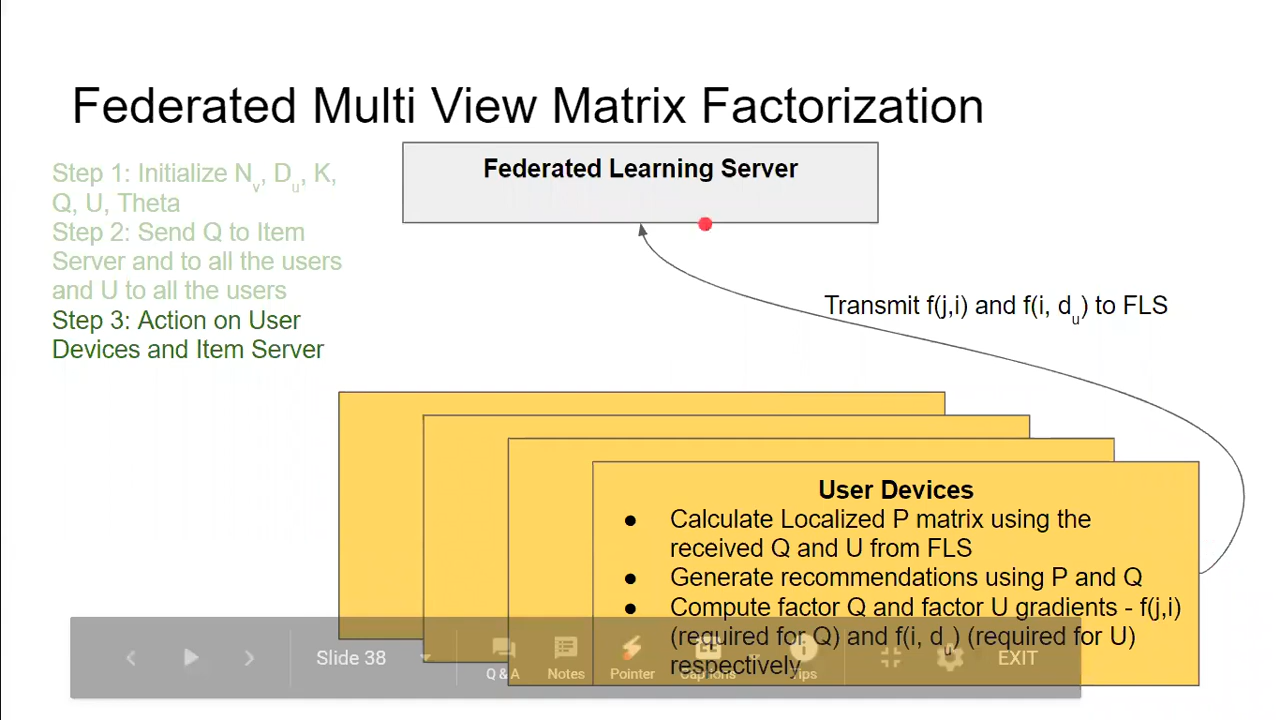 Federated Multi View Matrix Factorization
Step 1: Initialize Nv, Du, K,
Q, U, Theta
Step 2: Send Q to Item
Server and to all the users
and U to all the users
Step 3: Action on User
Devices and Item Server
Federated Learning Server
Transmit f(j,i) and f(i, du) to FLS
User Devices
● Calculate Localized P matrix using the
received Q and U from FLS
● Generate recommendations using P and Q
● Compute factor Q and factor U gradients - f(j,i)
(required for Q) and f(i, du) (required for U)
respectively
Slide 38
Q & A
Notes
Pointer
Captions
Tips
EXIT